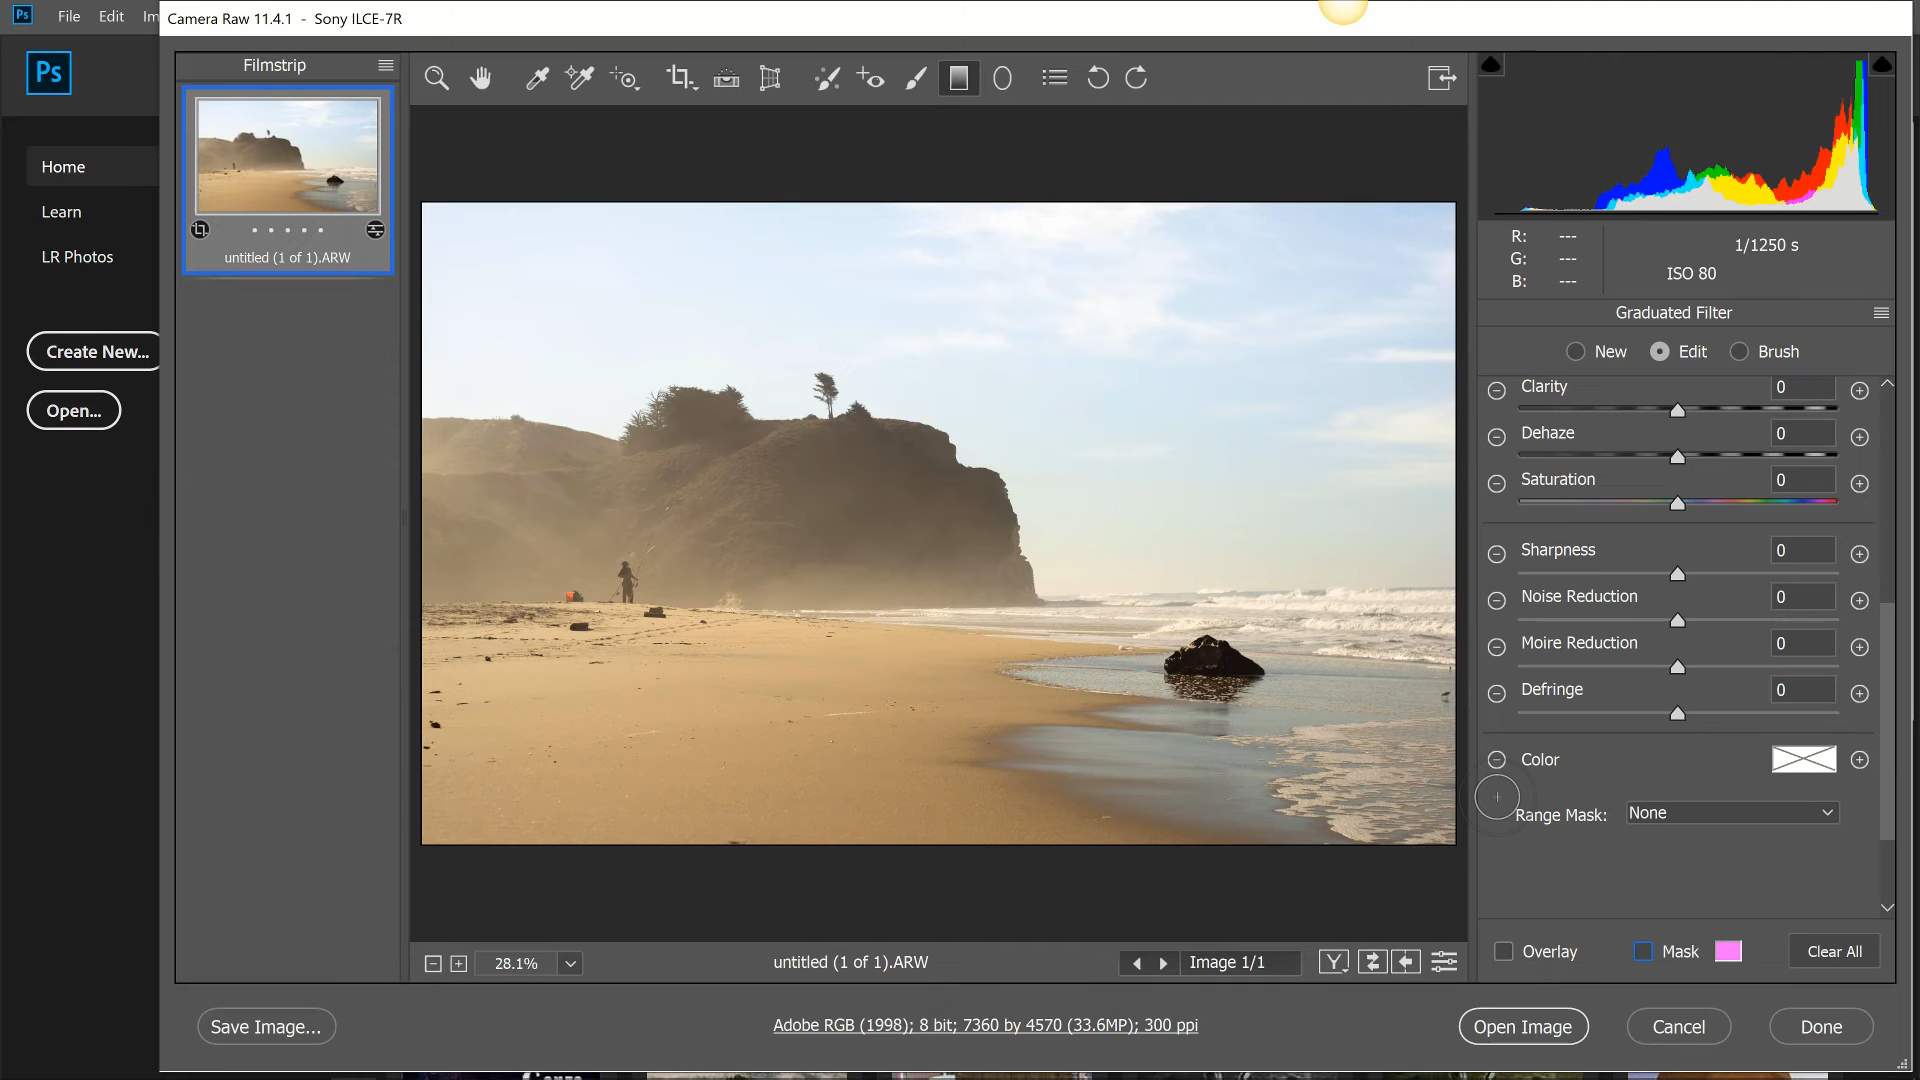 Ps
File Edit Im
Camera Raw 11.4.1 - Sony ILCE-7R
Ps
Home
Learn
LR Photos
Create New...
Open...
Filmstrip
untitled (1 of 1).ARW
R: ---
G: ---
B: ---
1/1250 s
ISO 80
Graduated Filter
New Edit Brush
Clarity 0
Dehaze 0
Saturation 0
Sharpness 0
Noise Reduction 0
Moire Reduction 0
Defringe 0
Color
Range Mask: None
Overlay Mask Clear All
28.1% untitled (1 of 1).ARW Image 1/1 Y
Save Image... Adobe RGB (1998); 8 bit; 7360 by 4570 (33.6MP); 300 ppi Open Image Cancel Done